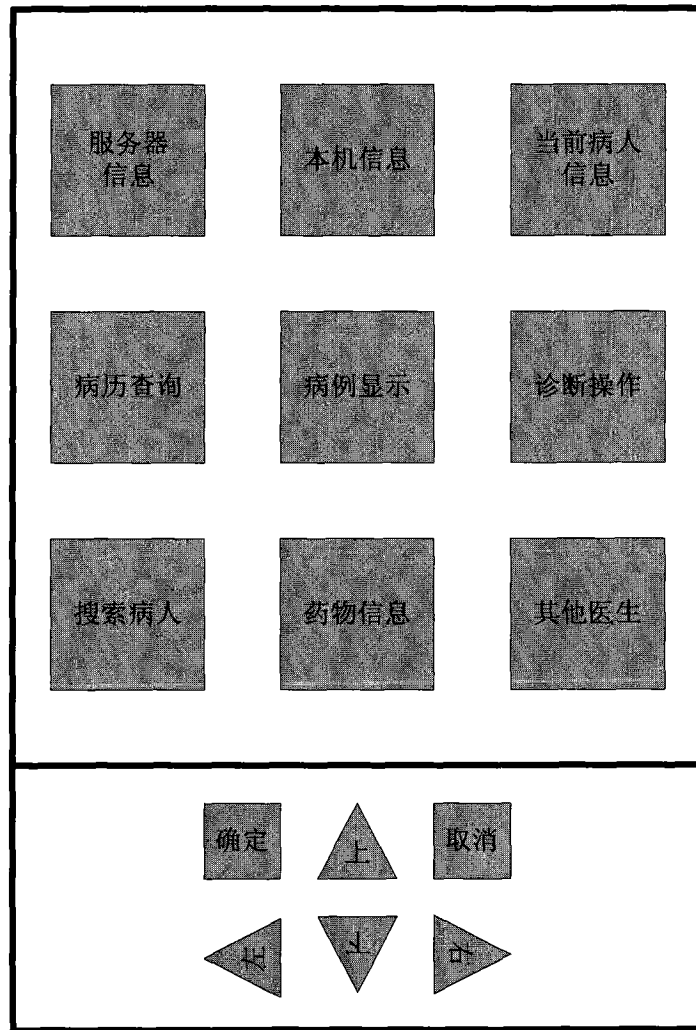 服务器
信息
本机信息
当前病人
信息
病历查询
病例显示
诊断操作
搜索病人
药物信息
其他医生
确定
上
取消
左
下
右